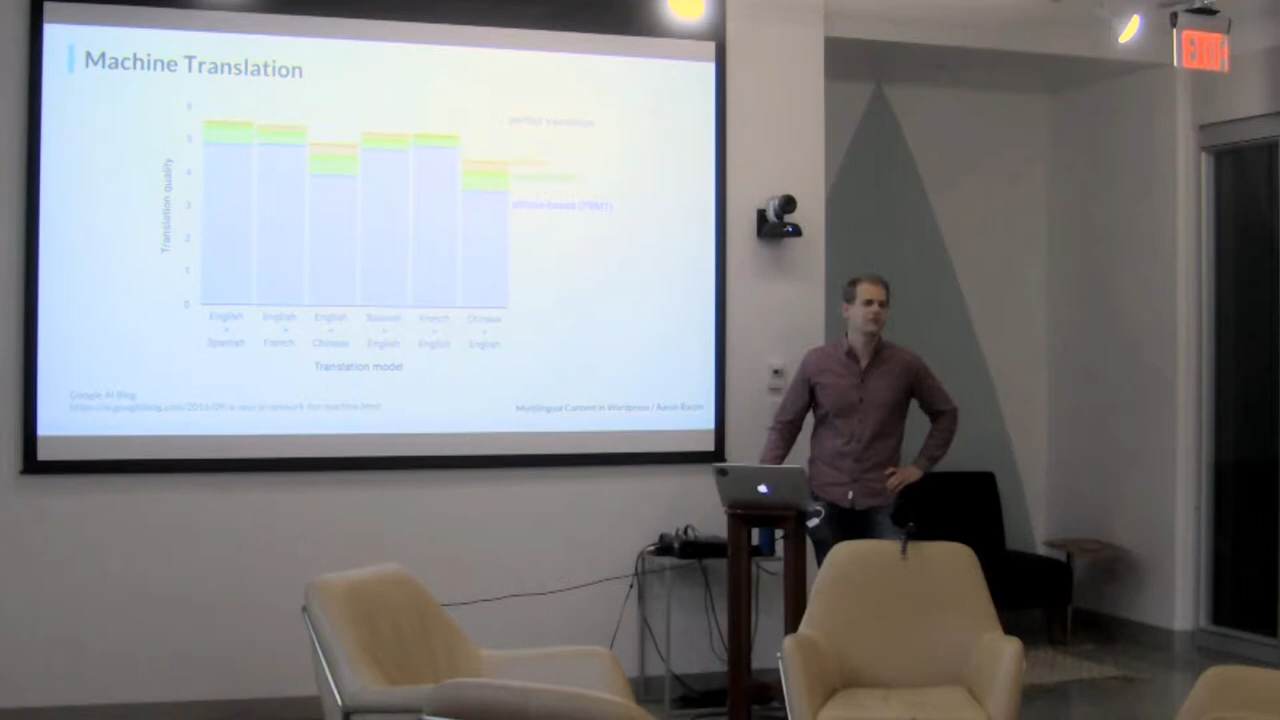 Machine Translation
6
5
4
3
2
1
0
Translation quality
perfect translation
phrase-based (PBMT)
English English English Spanish French Chinese
Spanish French Chinese English English English
Translation model
Google AI Blog
Multilingual Content in Wordpress / Aaron
EXIT